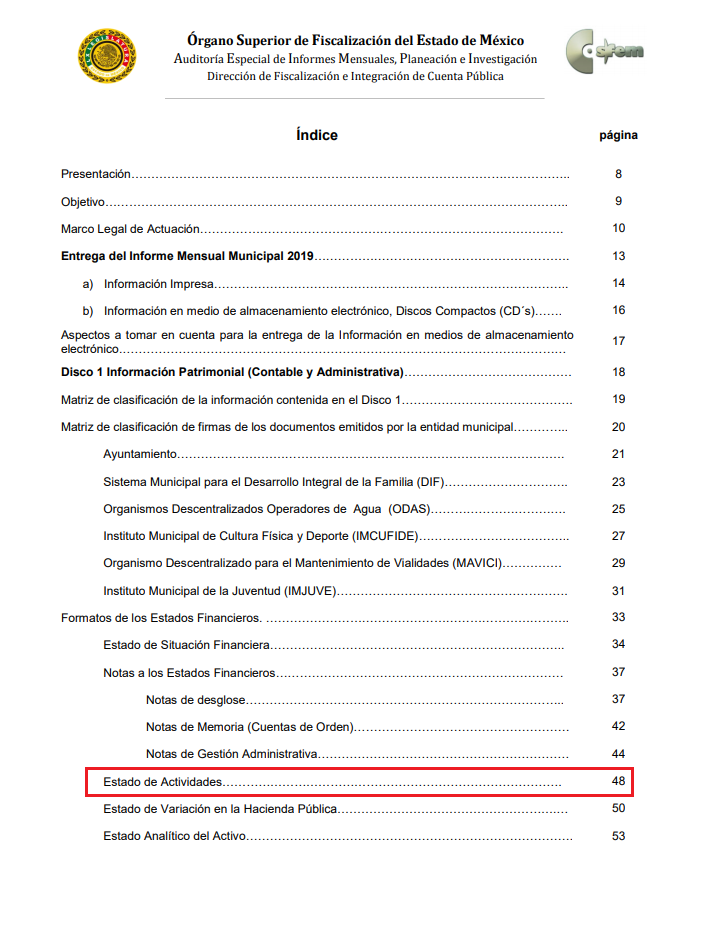 Órgano Superior de Fiscalización del Estado de México
Auditoría Especial de Informes Mensuales, Planeación e Investigación
Dirección de Fiscalización e Integración de Cuenta Pública
osfem
Índice página
Presentación…………………………………………………………………………………………….. 8
Objetivo………………………………………………………………………………………………….. 9
Marco Legal de Actuación……………………………………………………………………………. 10
Entrega del Informe Mensual Municipal 2019………………………………………………………. 13
a) Información Impresa…………………………………………………………………………… 14
b) Información en medio de almacenamiento electrónico, Discos Compactos (CD´s)……. 16
Aspectos a tomar en cuenta para la entrega de la Información en medios de almacenamiento
electrónico.……………………………………………………………………………………………… 17
Disco 1 Información Patrimonial (Contable y Administrativa)…………………………………… 18
Matriz de clasificación de la información contenida en el Disco 1……………………………………. 19
Matriz de clasificación de firmas de los documentos emitidos por la entidad municipal………….. 20
Ayuntamiento…………………………………………………………………………………… 21
Sistema Municipal para el Desarrollo Integral de la Familia (DIF)………………………….. 23
Organismos Descentralizados Operadores de Agua (ODAS)……………………………. 25
Instituto Municipal de Cultura Física y Deporte (IMCUFIDE)……………………………….. 27
Organismo Descentralizado para el Mantenimiento de Vialidades (MAVICI)…………… 29
Instituto Municipal de la Juventud (IMJUVE)…………………………………………………. 31
Formatos de los Estados Financieros. ……………………………………………………………….. 33
Estado de Situación Financiera……………………………………………………………….. 34
Notas a los Estados Financieros……………………………………………………………… 37
Notas de desglose…………………………………………………………………….. 37
Notas de Memoria (Cuentas de Orden)……………………………………………… 42
Notas de Gestión Administrativa……………………………………………………… 44
Estado de Actividades…………………………………………………………………………… 48
Estado de Variación en la Hacienda Pública………………………………………………… 50
Estado Analítico del Activo…………………………………………………………………….. 53